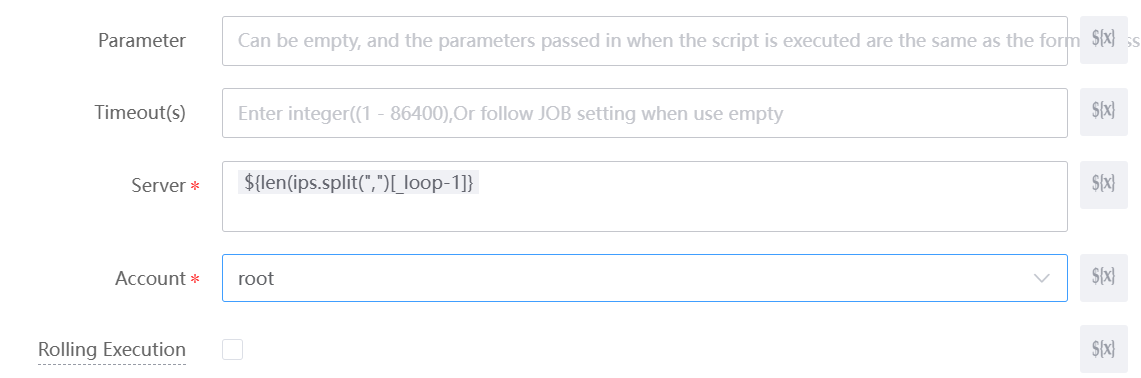 Parameter
Can be empty, and the parameters passed in when the script is executed are the same as the form ss
${x}
Timeout(s)
Enter integer((1 - 86400),Or follow JOB setting when use empty
${x}
Server *
${len(ips.split(",")[_loop-1]}
${x}
Account *
root
${x}
Rolling Execution
${x}